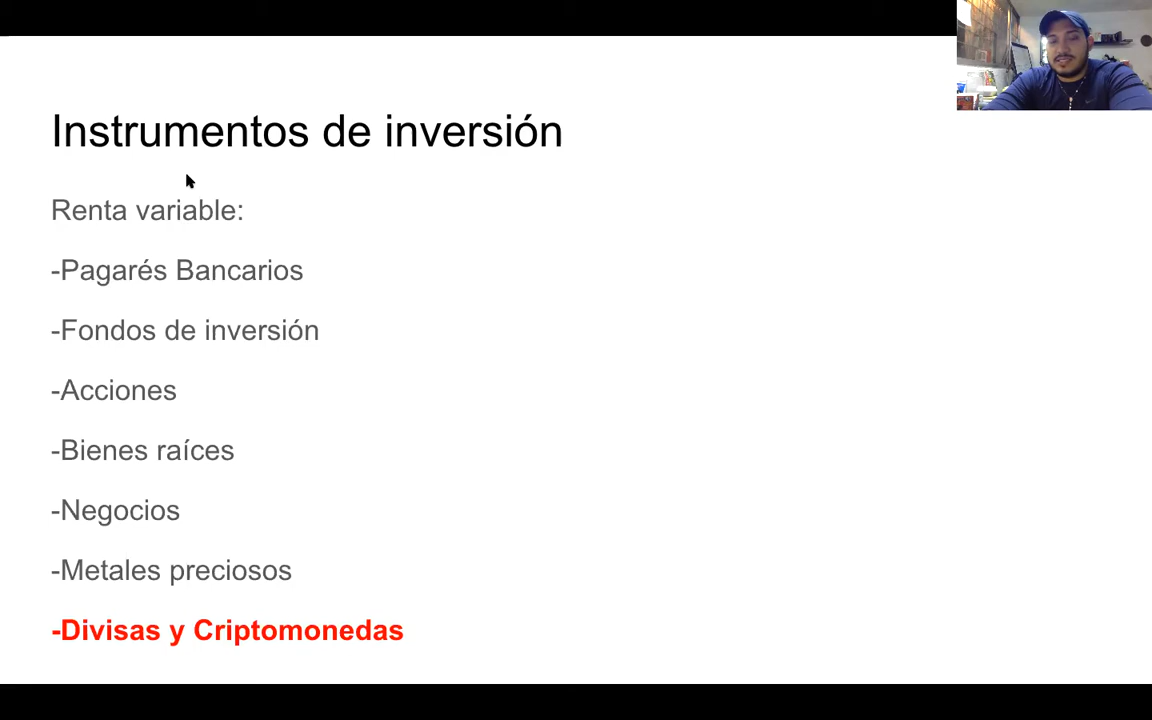 Instrumentos de inversión
Renta variable:
-Pagarés Bancarios
-Fondos de inversión
-Acciones
-Bienes raíces
-Negocios
-Metales preciosos
-Divisas y Criptomonedas